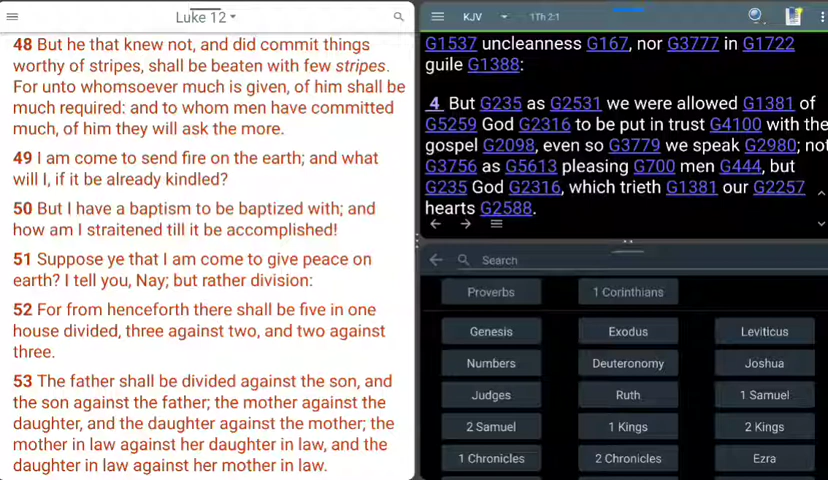 Luke 12
48 But he that knew not, and did commit things
worthy of stripes, shall be beaten with few stripes.
For unto whomsoever much is given, of him shall be
much required: and to whom men have committed
much, of him they will ask the more.
49 I am come to send fire on the earth; and what
will I, if it be already kindled?
50 But I have a baptism to be baptized with; and
how am I straitened till it be accomplished!
51 Suppose ye that I am come to give peace on
earth? I tell you, Nay; but rather division:
52 For from henceforth there shall be five in one
house divided, three against two, and two against
three.
53 The father shall be divided against the son, and
the son against the father; the mother against the
daughter, and the daughter against the mother; the
mother in law against her daughter in law, and the
daughter in law against her mother in law.
KJV 1Th 2:1
G1537 uncleanness G167, nor G3777 in G1722
guile G1388:
4 But G235 as G2531 we were allowed G1381 of
G5259 God G2316 to be put in trust G4100 with the
gospel G2098, even so G3779 we speak G2980; not
G3756 as G5613 pleasing G700 men G444, but
G235 God G2316, which trieth G1381 our G2257
hearts G2588.
Search
Proverbs 1 Corinthians
Genesis Exodus Leviticus
Numbers Deuteronomy Joshua
Judges Ruth 1 Samuel
2 Samuel 1 Kings 2 Kings
1 Chronicles 2 Chronicles Ezra